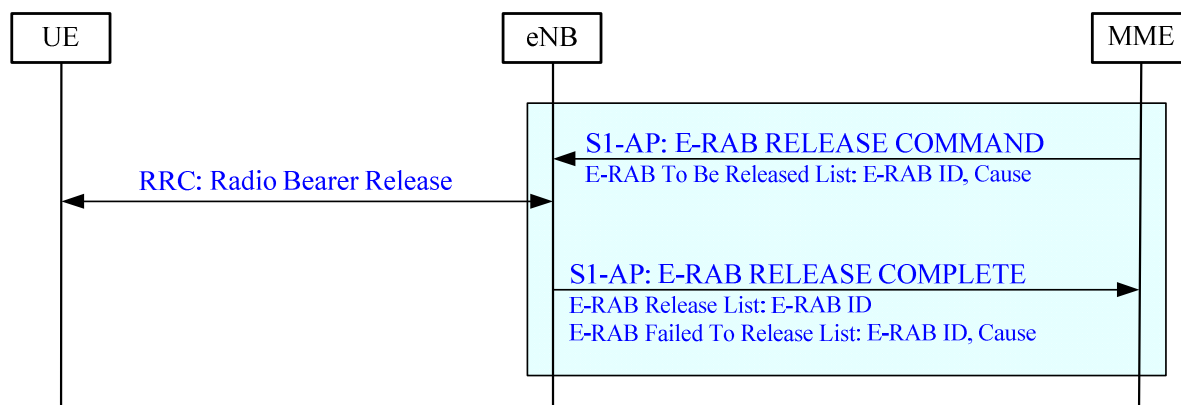 UE
eNB
MME
S1-AP: E-RAB RELEASE COMMAND
E-RAB To Be Released List: E-RAB ID, Cause
RRC: Radio Bearer Release
S1-AP: E-RAB RELEASE COMPLETE
E-RAB Release List: E-RAB ID
E-RAB Failed To Release List: E-RAB ID, Cause